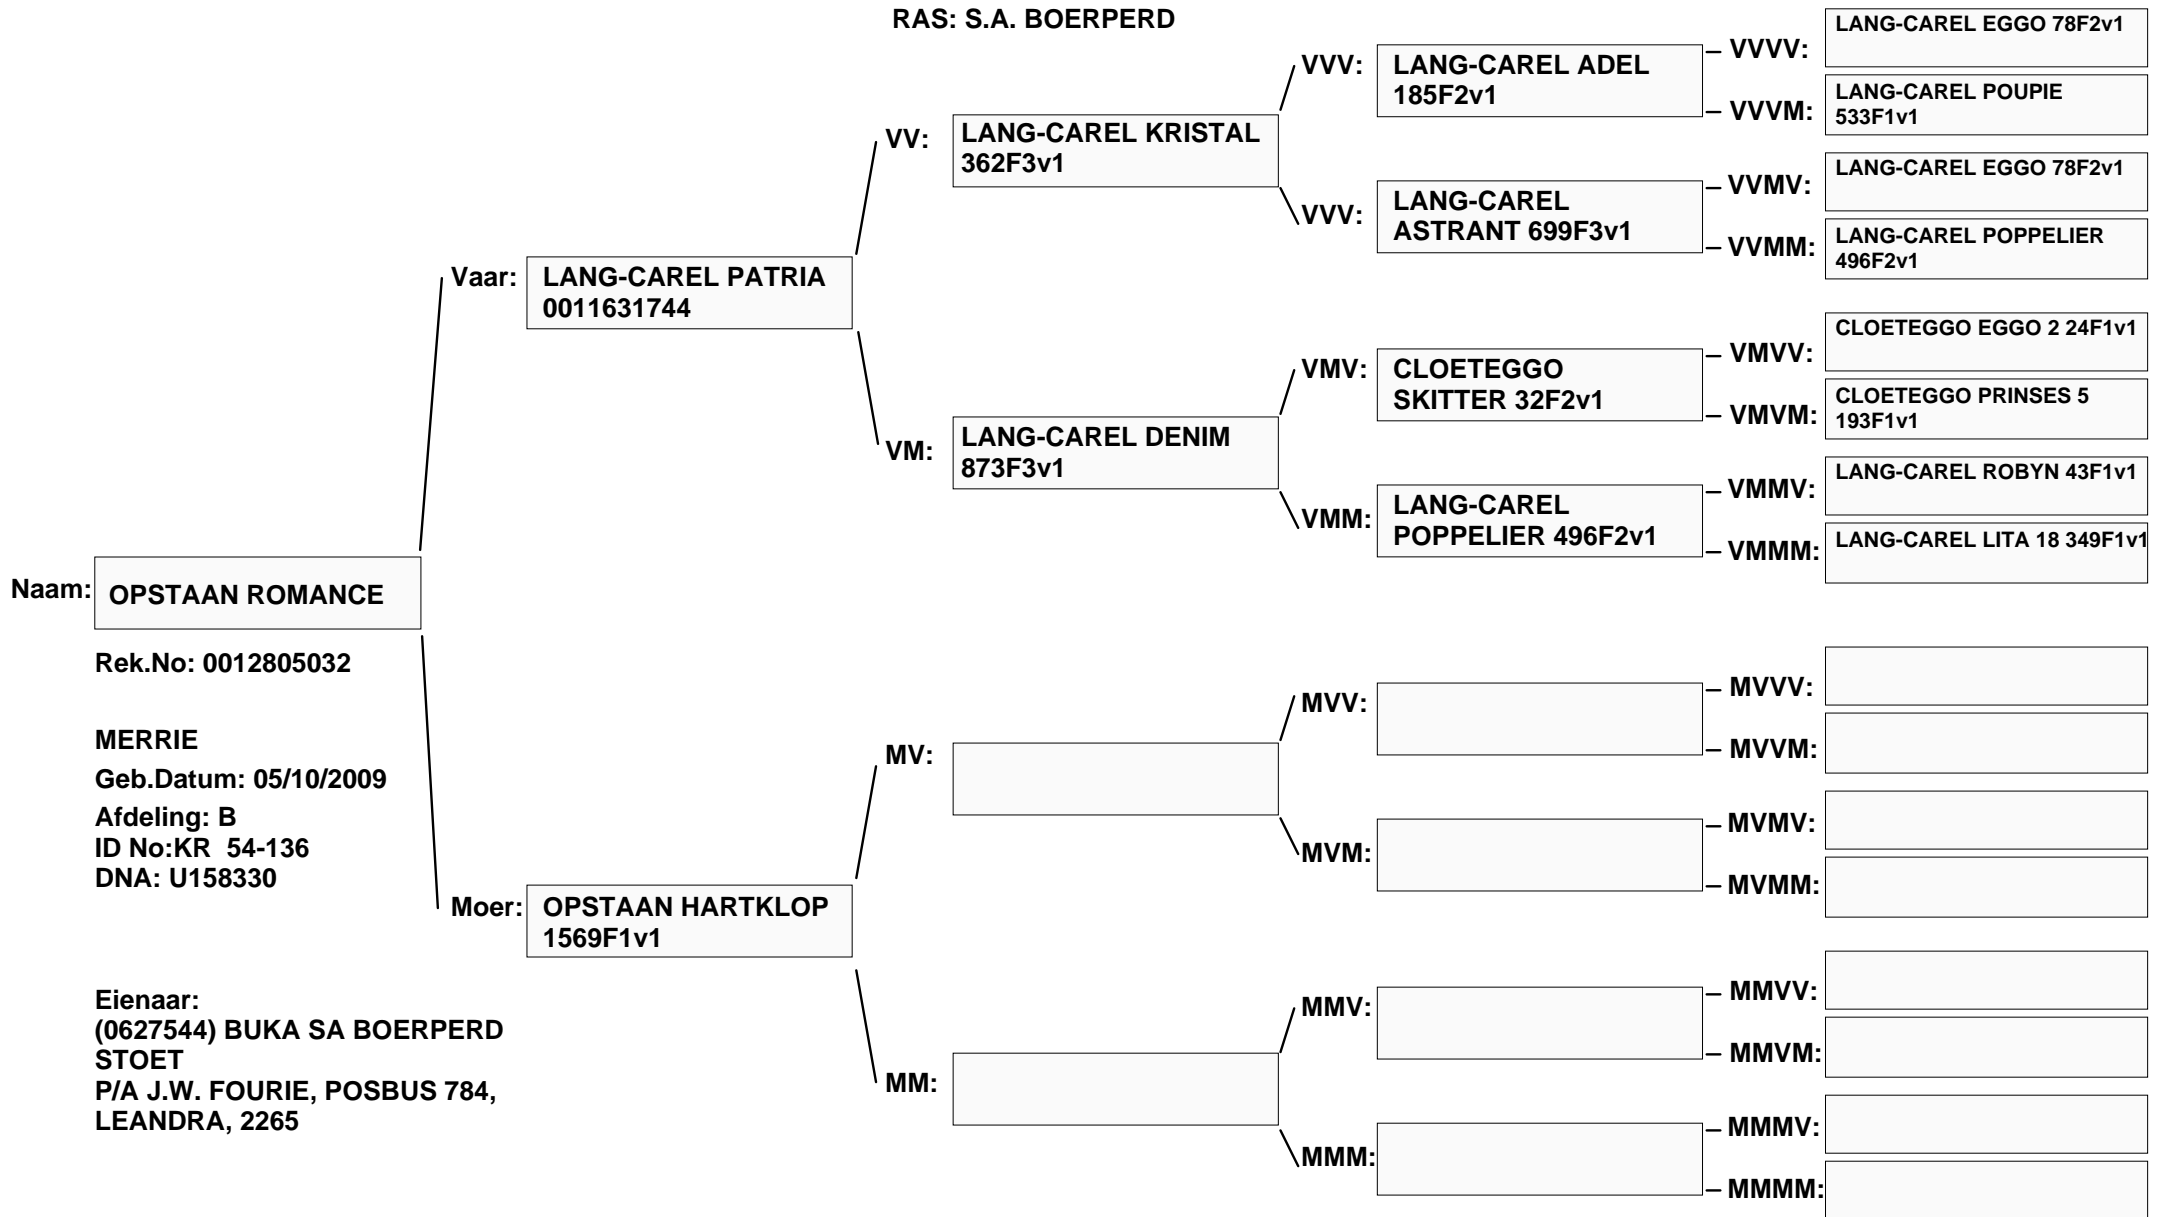 RAS: S.A. BOERPERD
Naam:
OPSTAAN ROMANCE
Rek.No: 0012805032
MERRIE
Geb.Datum: 05/10/2009
Afdeling: B
ID No:KR 54-136
DNA: U158330
Eienaar:
(0627544) BUKA SA BOERPERD
STOET
P/A J.W. FOURIE, POSBUS 784,
LEANDRA, 2265
Vaar:
LANG-CAREL PATRIA
0011631744
Moer:
OPSTAAN HARTKLOP
1569F1v1
VV:
LANG-CAREL KRISTAL
362F3v1
VM:
LANG-CAREL DENIM
873F3v1
MV:
MM:
VVV:
LANG-CAREL ADEL
185F2v1
VVV:
LANG-CAREL
ASTRANT 699F3v1
VMV:
CLOETEGGO
SKITTER 32F2v1
VMM:
LANG-CAREL
POPPELIER 496F2v1
MVV:
MVM:
MMV:
MMM:
– VVVV:
LANG-CAREL EGGO 78F2v1
– VVVM:
LANG-CAREL POUPIE
533F1v1
– VVMV:
LANG-CAREL EGGO 78F2v1
– VVMM:
LANG-CAREL POPPELIER
496F2v1
– VMVV:
CLOETEGGO EGGO 2 24F1v1
– VMVM:
CLOETEGGO PRINSES 5
193F1v1
– VMMV:
LANG-CAREL ROBYN 43F1v1
– VMMM:
LANG-CAREL LITA 18 349F1v1
– MVVV:
– MVVM:
– MVMV:
– MVMM:
– MMVV:
– MMVM:
– MMMV:
– MMMM: